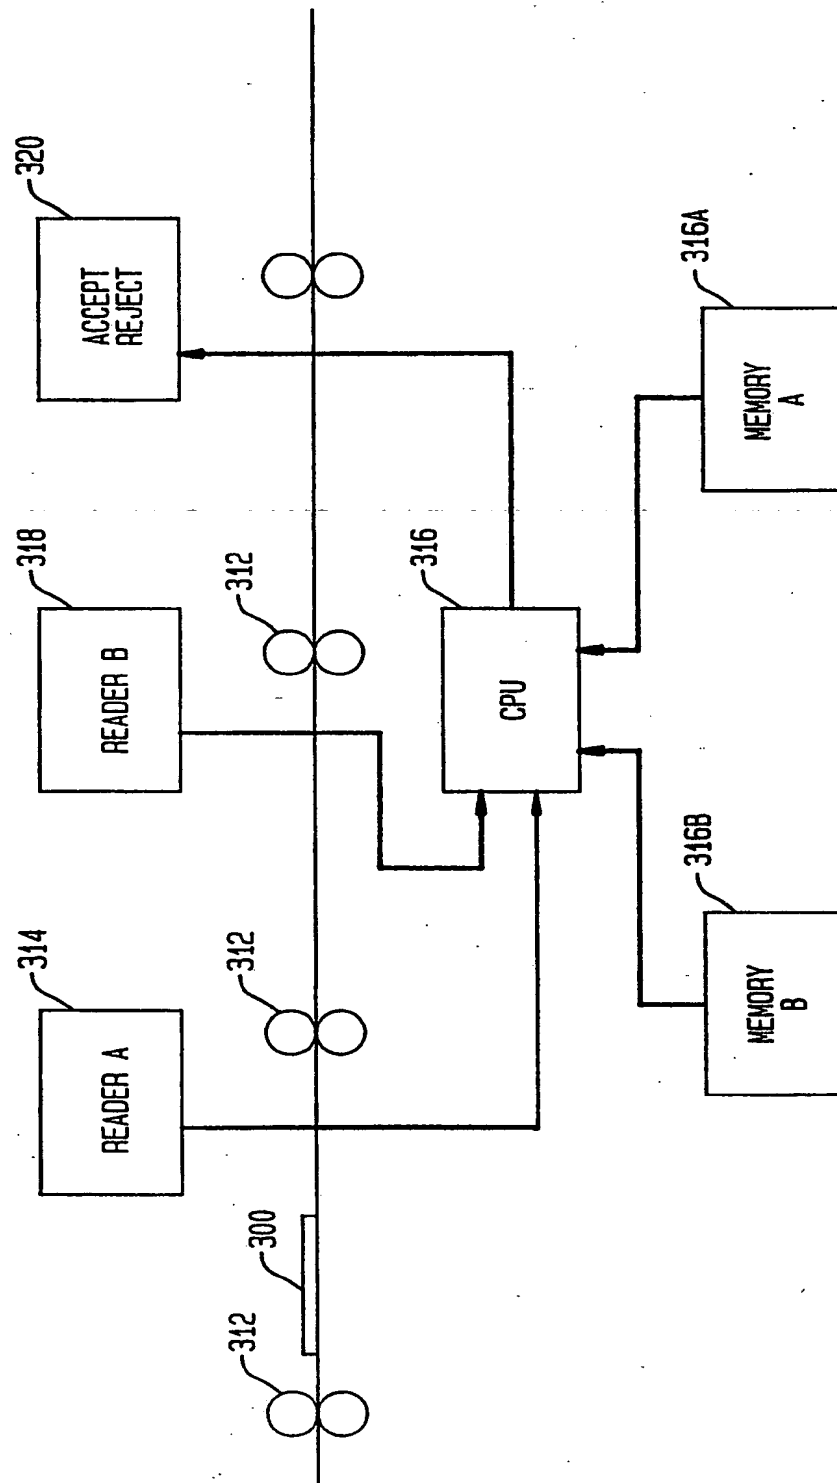 314
318
320
READER A
READER B
ACCEPT
REJECT
312
300
312
312
316
CPU
316B
316A
MEMORY
B
MEMORY
A